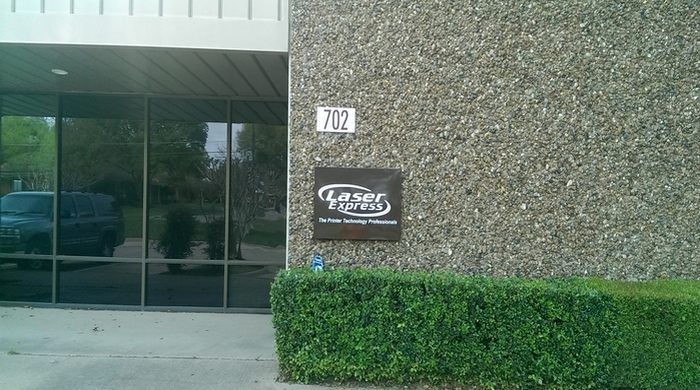 702
Laser
Express
The Printer Technology Professionals